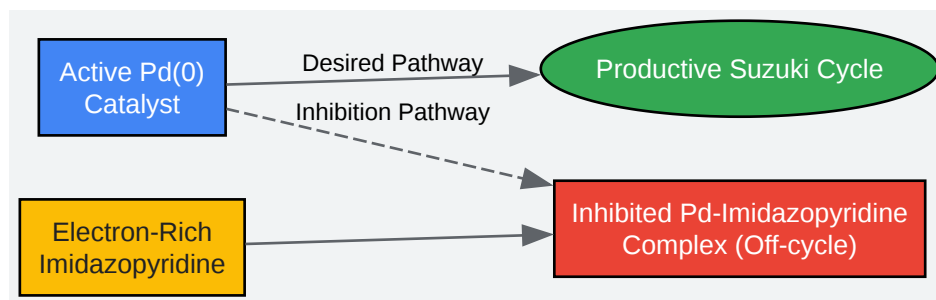 Active Pd(0)
Catalyst
Desired Pathway
Productive Suzuki Cycle
Inhibition Pathway
Electron-Rich
Imidazopyridine
Inhibited Pd-Imidazopyridine
Complex (Off-cycle)